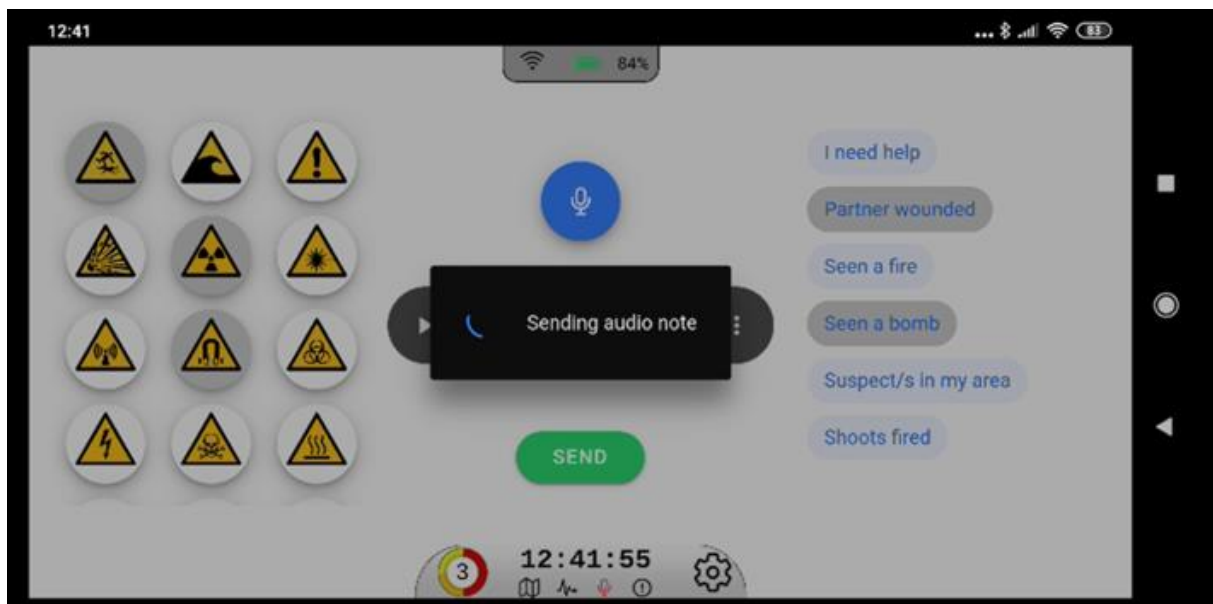 12:41
83
84%
I need help
Partner wounded
Seen a fire
Sending audio note
Seen a bomb
Suspect/s in my area
Shoots fired
SEND
3
12:41:55